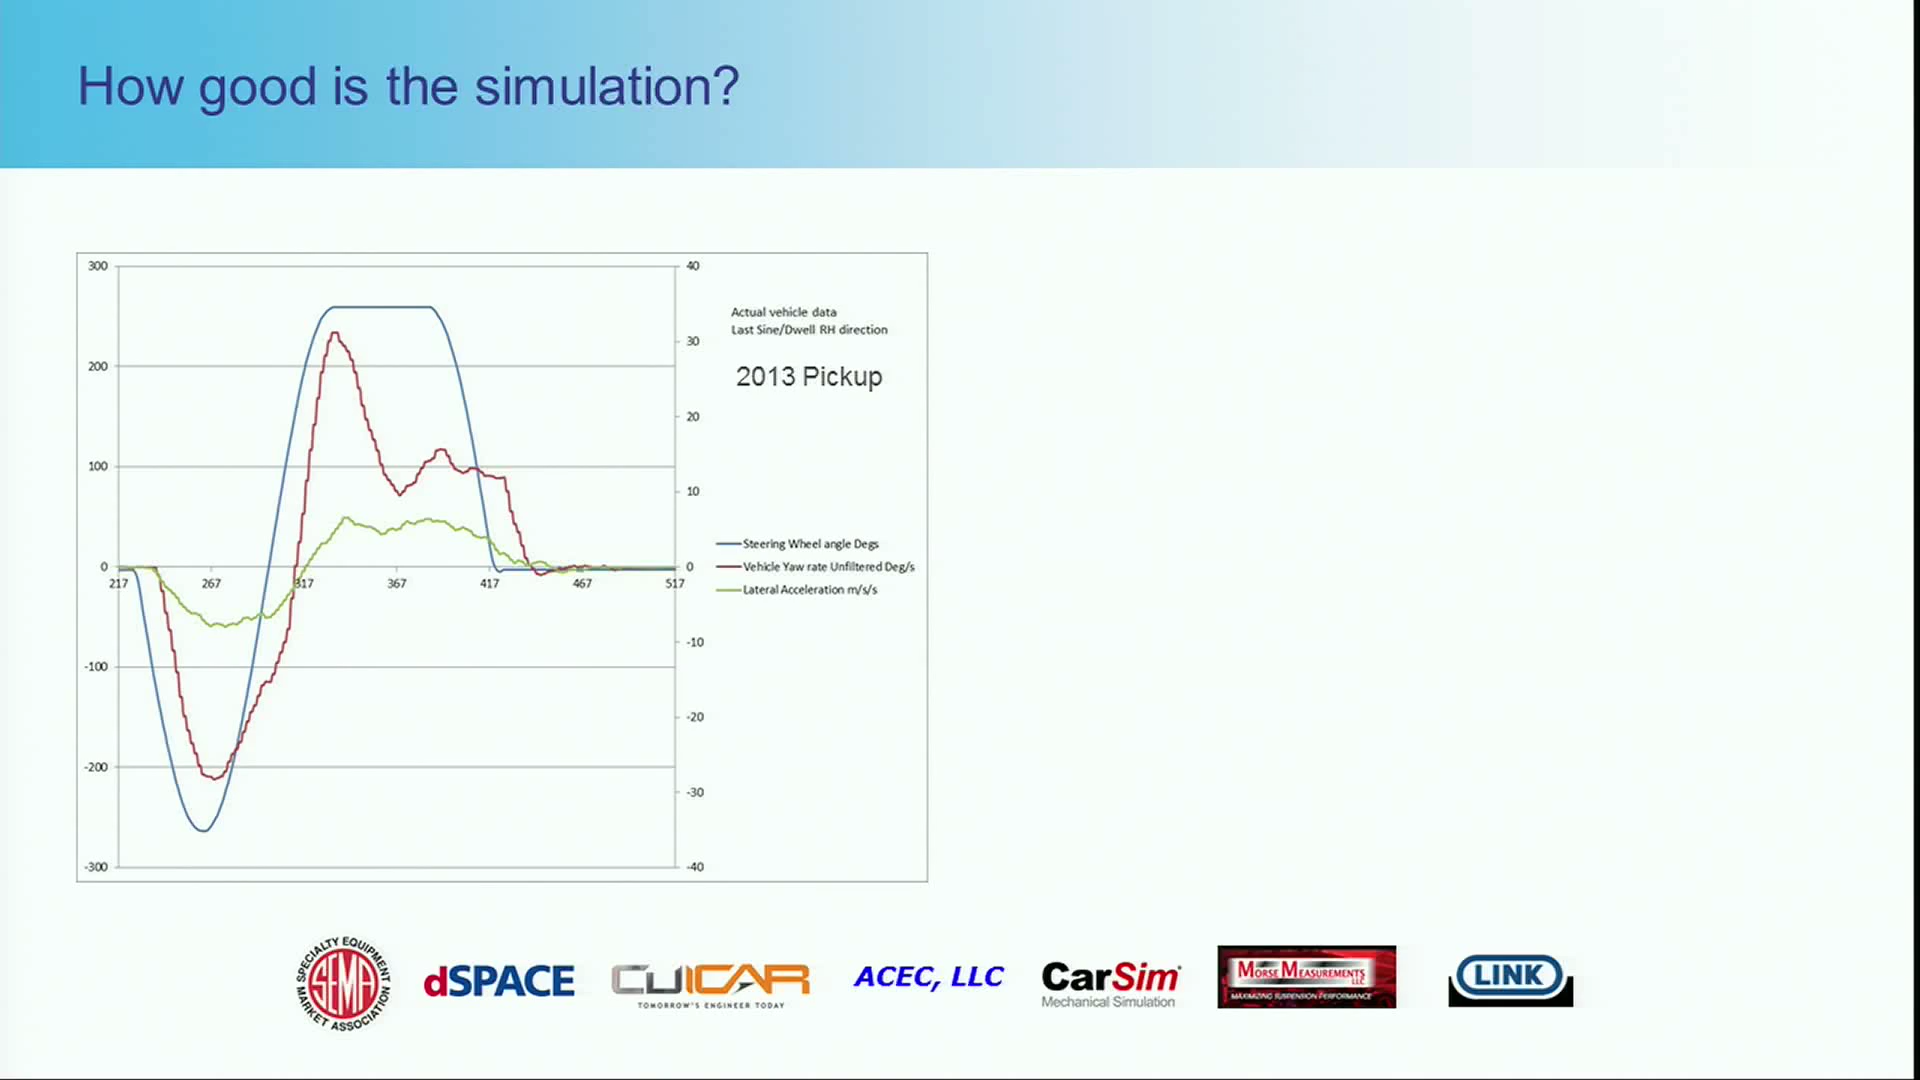 How good is the simulation?
300
200
100
0
-100
-200
-300
217
267
317
367
417
467
517
40
30
20
10
0
-10
-20
-30
-40
Actual vehicle data
Last Sine/Dwell RH direction
2013 Pickup
Steering Wheel angle Degs
Vehicle Yaw rate Unfiltered Deg/s
Lateral Acceleration m/s/s
SPECIALTY EQUIPMENT
SEMA
MARKET ASSOCIATION
dSPACE
CUICAR
TOMORROW'S ENGINEER TODAY
ACEC, LLC
CarSim
Mechanical Simulation
MORSE MEASUREMENTS
LLC
MAXIMIZING SUSPENSION PERFORMANCE
LINK